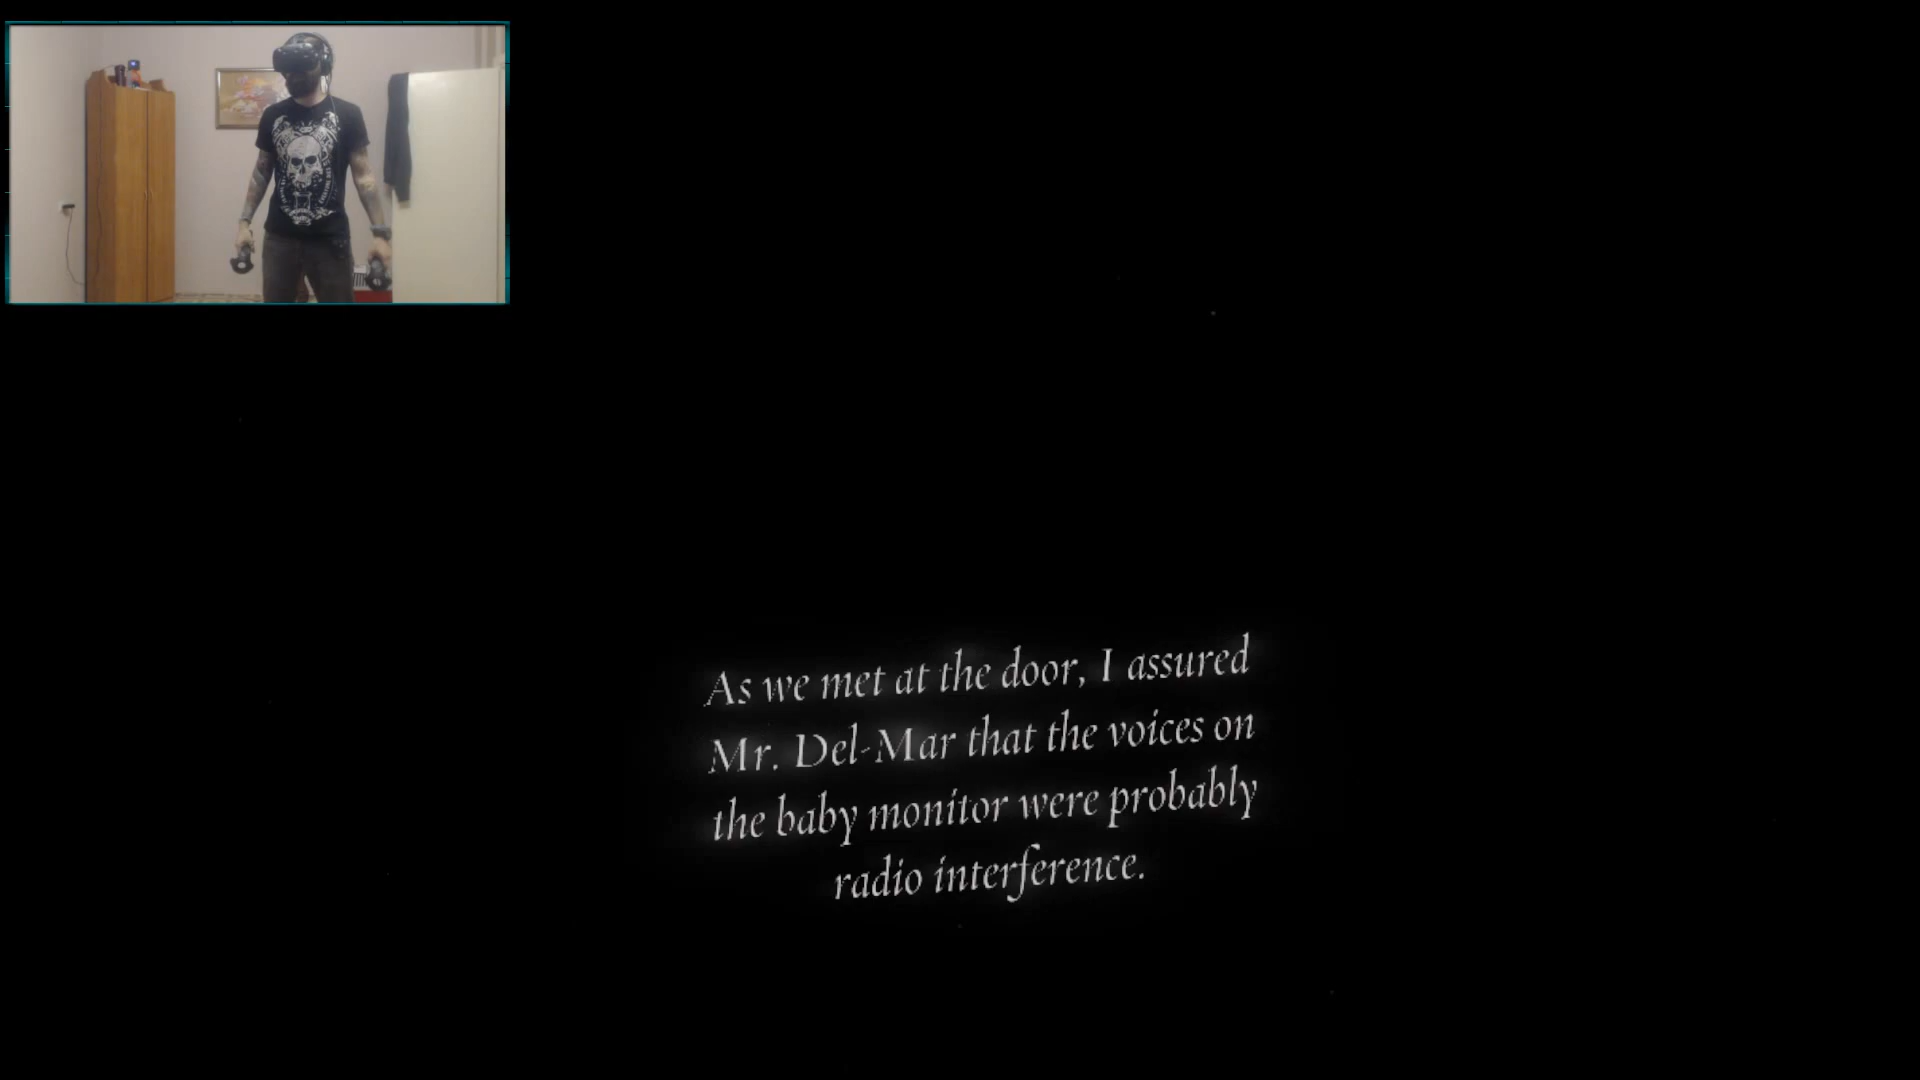 As we met at the door, I assured
Mr. Del-Mar that the voices on
the baby monitor were probably
radio interference.